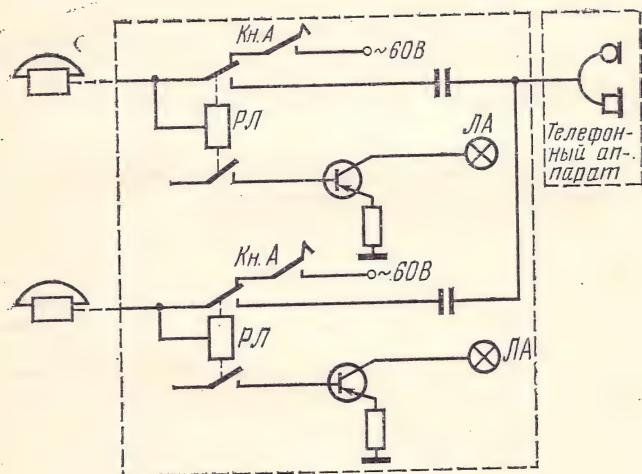 Кн. А
~60В
РЛ
ЛА
Телефон-
ный ап-
парат
Кн. А
~60В
РЛ
ЛА